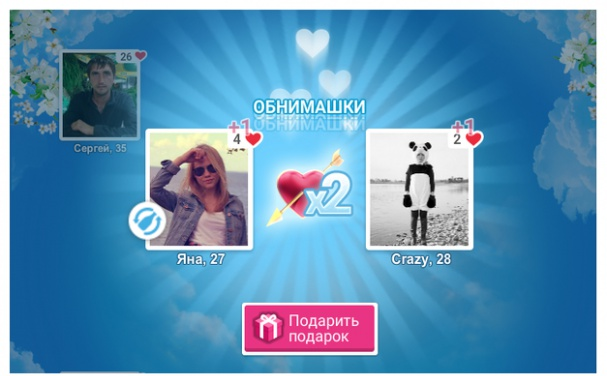 26
Сергей, 35
ОБНИМАШКИ
+1
4
+1
2
x2
Яна, 27
Crazy, 28
Подарить
подарок